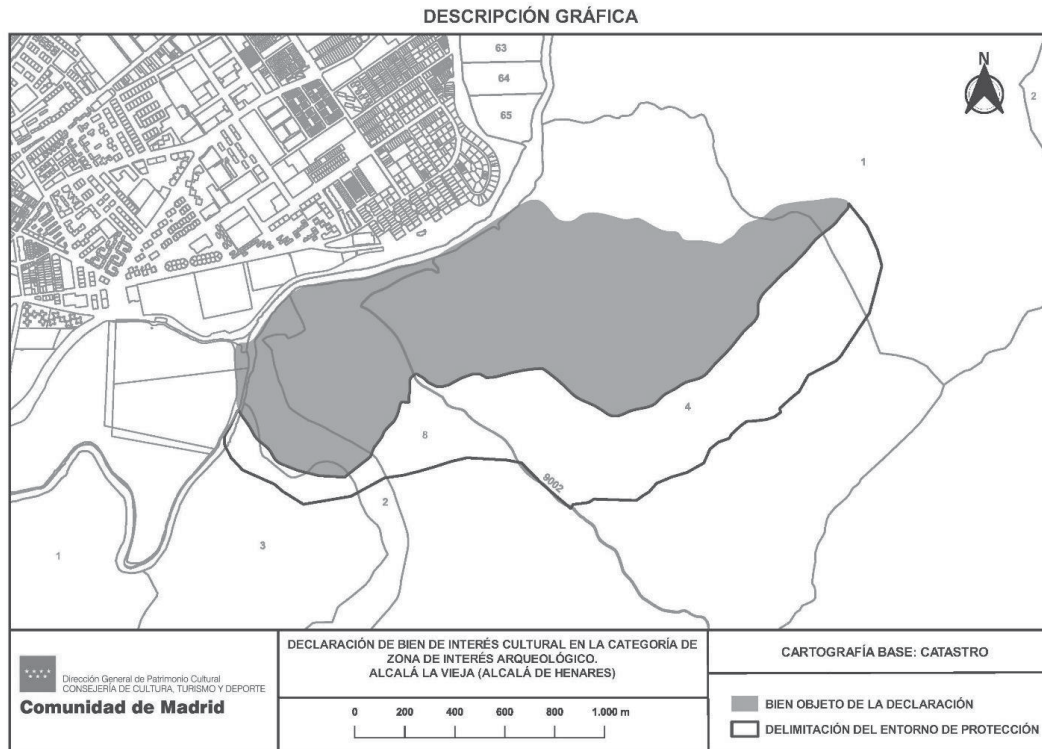 DESCRIPCIÓN GRÁFICA
63
64
65
N
2
1
4
8
9002
2
3
1
Dirección General de Patrimonio Cultural
CONSEJERÍA DE CULTURA, TURISMO Y DEPORTE
Comunidad de Madrid
DECLARACIÓN DE BIEN DE INTERÉS CULTURAL EN LA CATEGORÍA DE
ZONA DE INTERÉS ARQUEOLÓGICO.
ALCALÁ LA VIEJA (ALCALÁ DE HENARES)
0 200 400 600 800 1.000 m
CARTOGRAFÍA BASE: CATASTRO
BIEN OBJETO DE LA DECLARACIÓN
DELIMITACIÓN DEL ENTORNO DE PROTECCIÓN